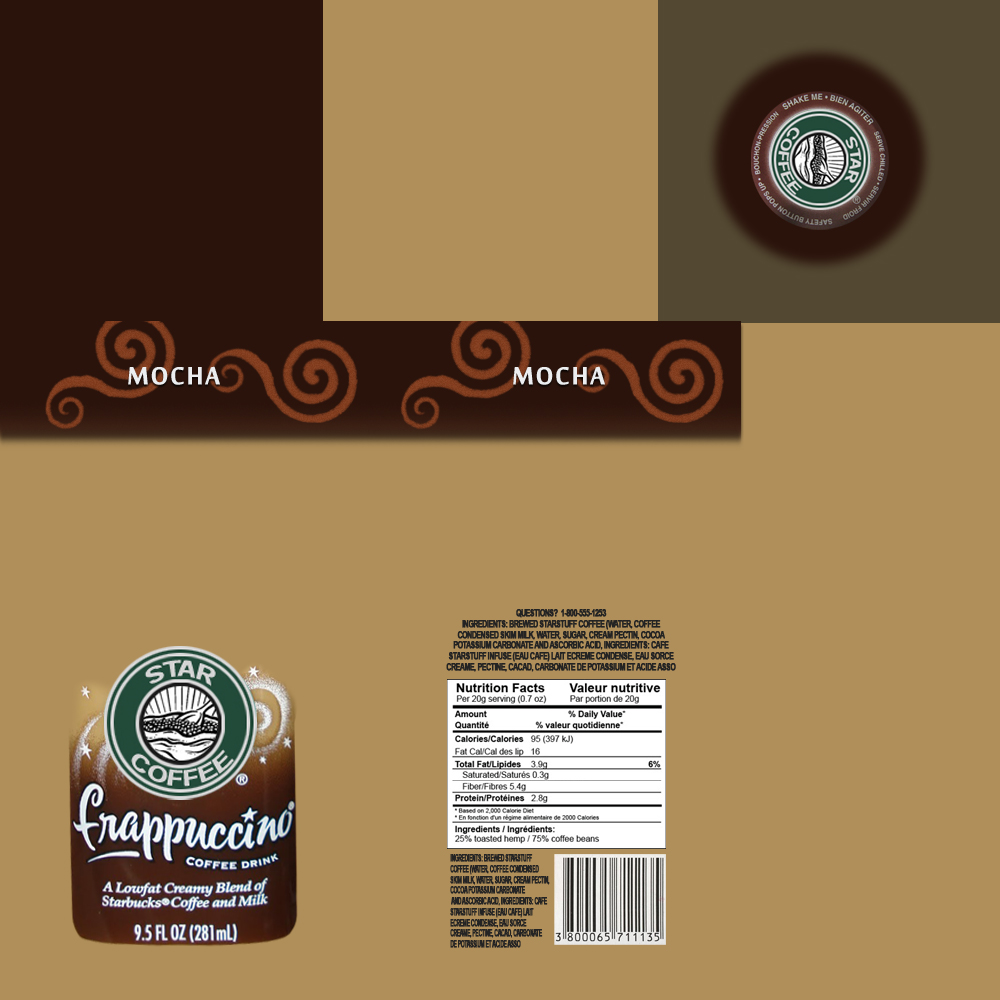 SHAKE ME • BIEN AGITER
SERVE CHILLED • SERVIR FROID
SAFETY BUTTON POPS UP • BOUCHON-PRESSION
STAR
COFFEE
®
MOCHA
MOCHA
STAR
COFFEE
®
frappuccino®
COFFEE DRINK
A Lowfat Creamy Blend of
Starbucks® Coffee and Milk
9.5 FL OZ (281mL)
QUESTIONS? 1-800-555-1253
INGREDIENTS: BREWED STARSTUFF COFFEE (WATER, COFFEE
CONDENSED SKIM MILK, WATER, SUGAR, CREAM PECTIN, COCOA
POTASSIUM CARBONATE AND ASCORBIC ACID, INGREDIENTS: CAFE
STARSTUFF INFUSE (EAU CAFE) LAIT ECREME CONDENSE, EAU SORCE
CREAME, PECTINE, CACAD, CARBONATE DE POTASSIUM ET ACIDE ASSO
Nutrition Facts Valeur nutritive
Per 20g serving (0.7 oz) Par portion de 20g
Amount % Daily Value*
Quantité % valeur quotidienne*
Calories/Calories 95 (397 kJ)
Fat Cal/Cal des lip 16
Total Fat/Lipides 3.9g 6%
Saturated/Saturés 0.3g
Fiber/Fibres 5.4g
Protein/Protéines 2.8g
* Based on 2,000 Calorie Diet
* En fonction d'un régime alimentaire de 2000 Calories
Ingredients / Ingrédients:
25% toasted hemp / 75% coffee beans
INGREDIENTS: BREWED STARSTUFF
COFFEE (WATER, COFFEE CONDENSED
SKIM MILK, WATER, SUGAR, CREAM PECTIN,
COCOA POTASSIUM CARBONATE
AND ASCORBIC ACID, INGREDIENTS: CAFE
STARSTUFF INFUSE (EAU CAFE) LAIT
ECREME CONDENSE, EAU SORCE
CREAME, PECTINE, CACAD, CARBONATE
DE POTASSIUM ET ACIDE ASSO
3 800065 711135